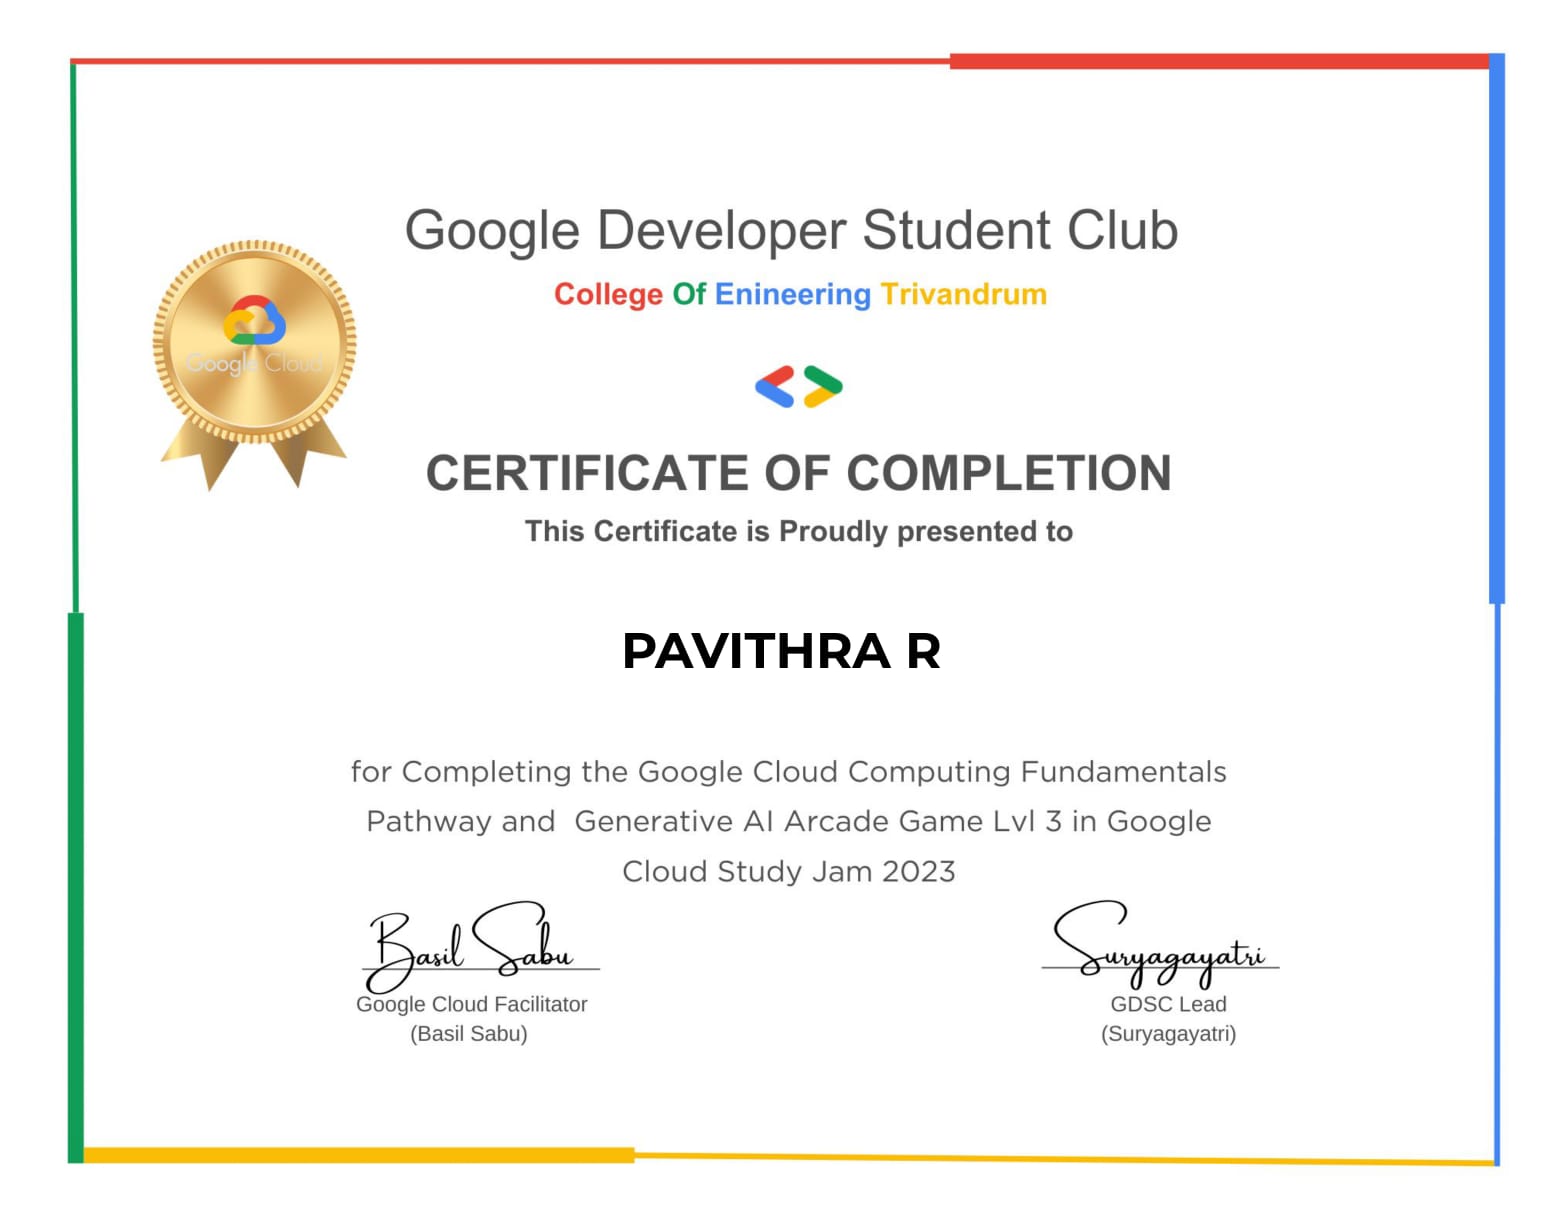 Google Developer Student Club
College Of Enineering Trivandrum
Google Cloud
CERTIFICATE OF COMPLETION
This Certificate is Proudly presented to
PAVITHRA R
for Completing the Google Cloud Computing Fundamentals
Pathway and  Generative AI Arcade Game Lvl 3 in Google
Cloud Study Jam 2023
Basil Sabu
Google Cloud Facilitator
(Basil Sabu)
Suryagayatri
GDSC Lead
(Suryagayatri)